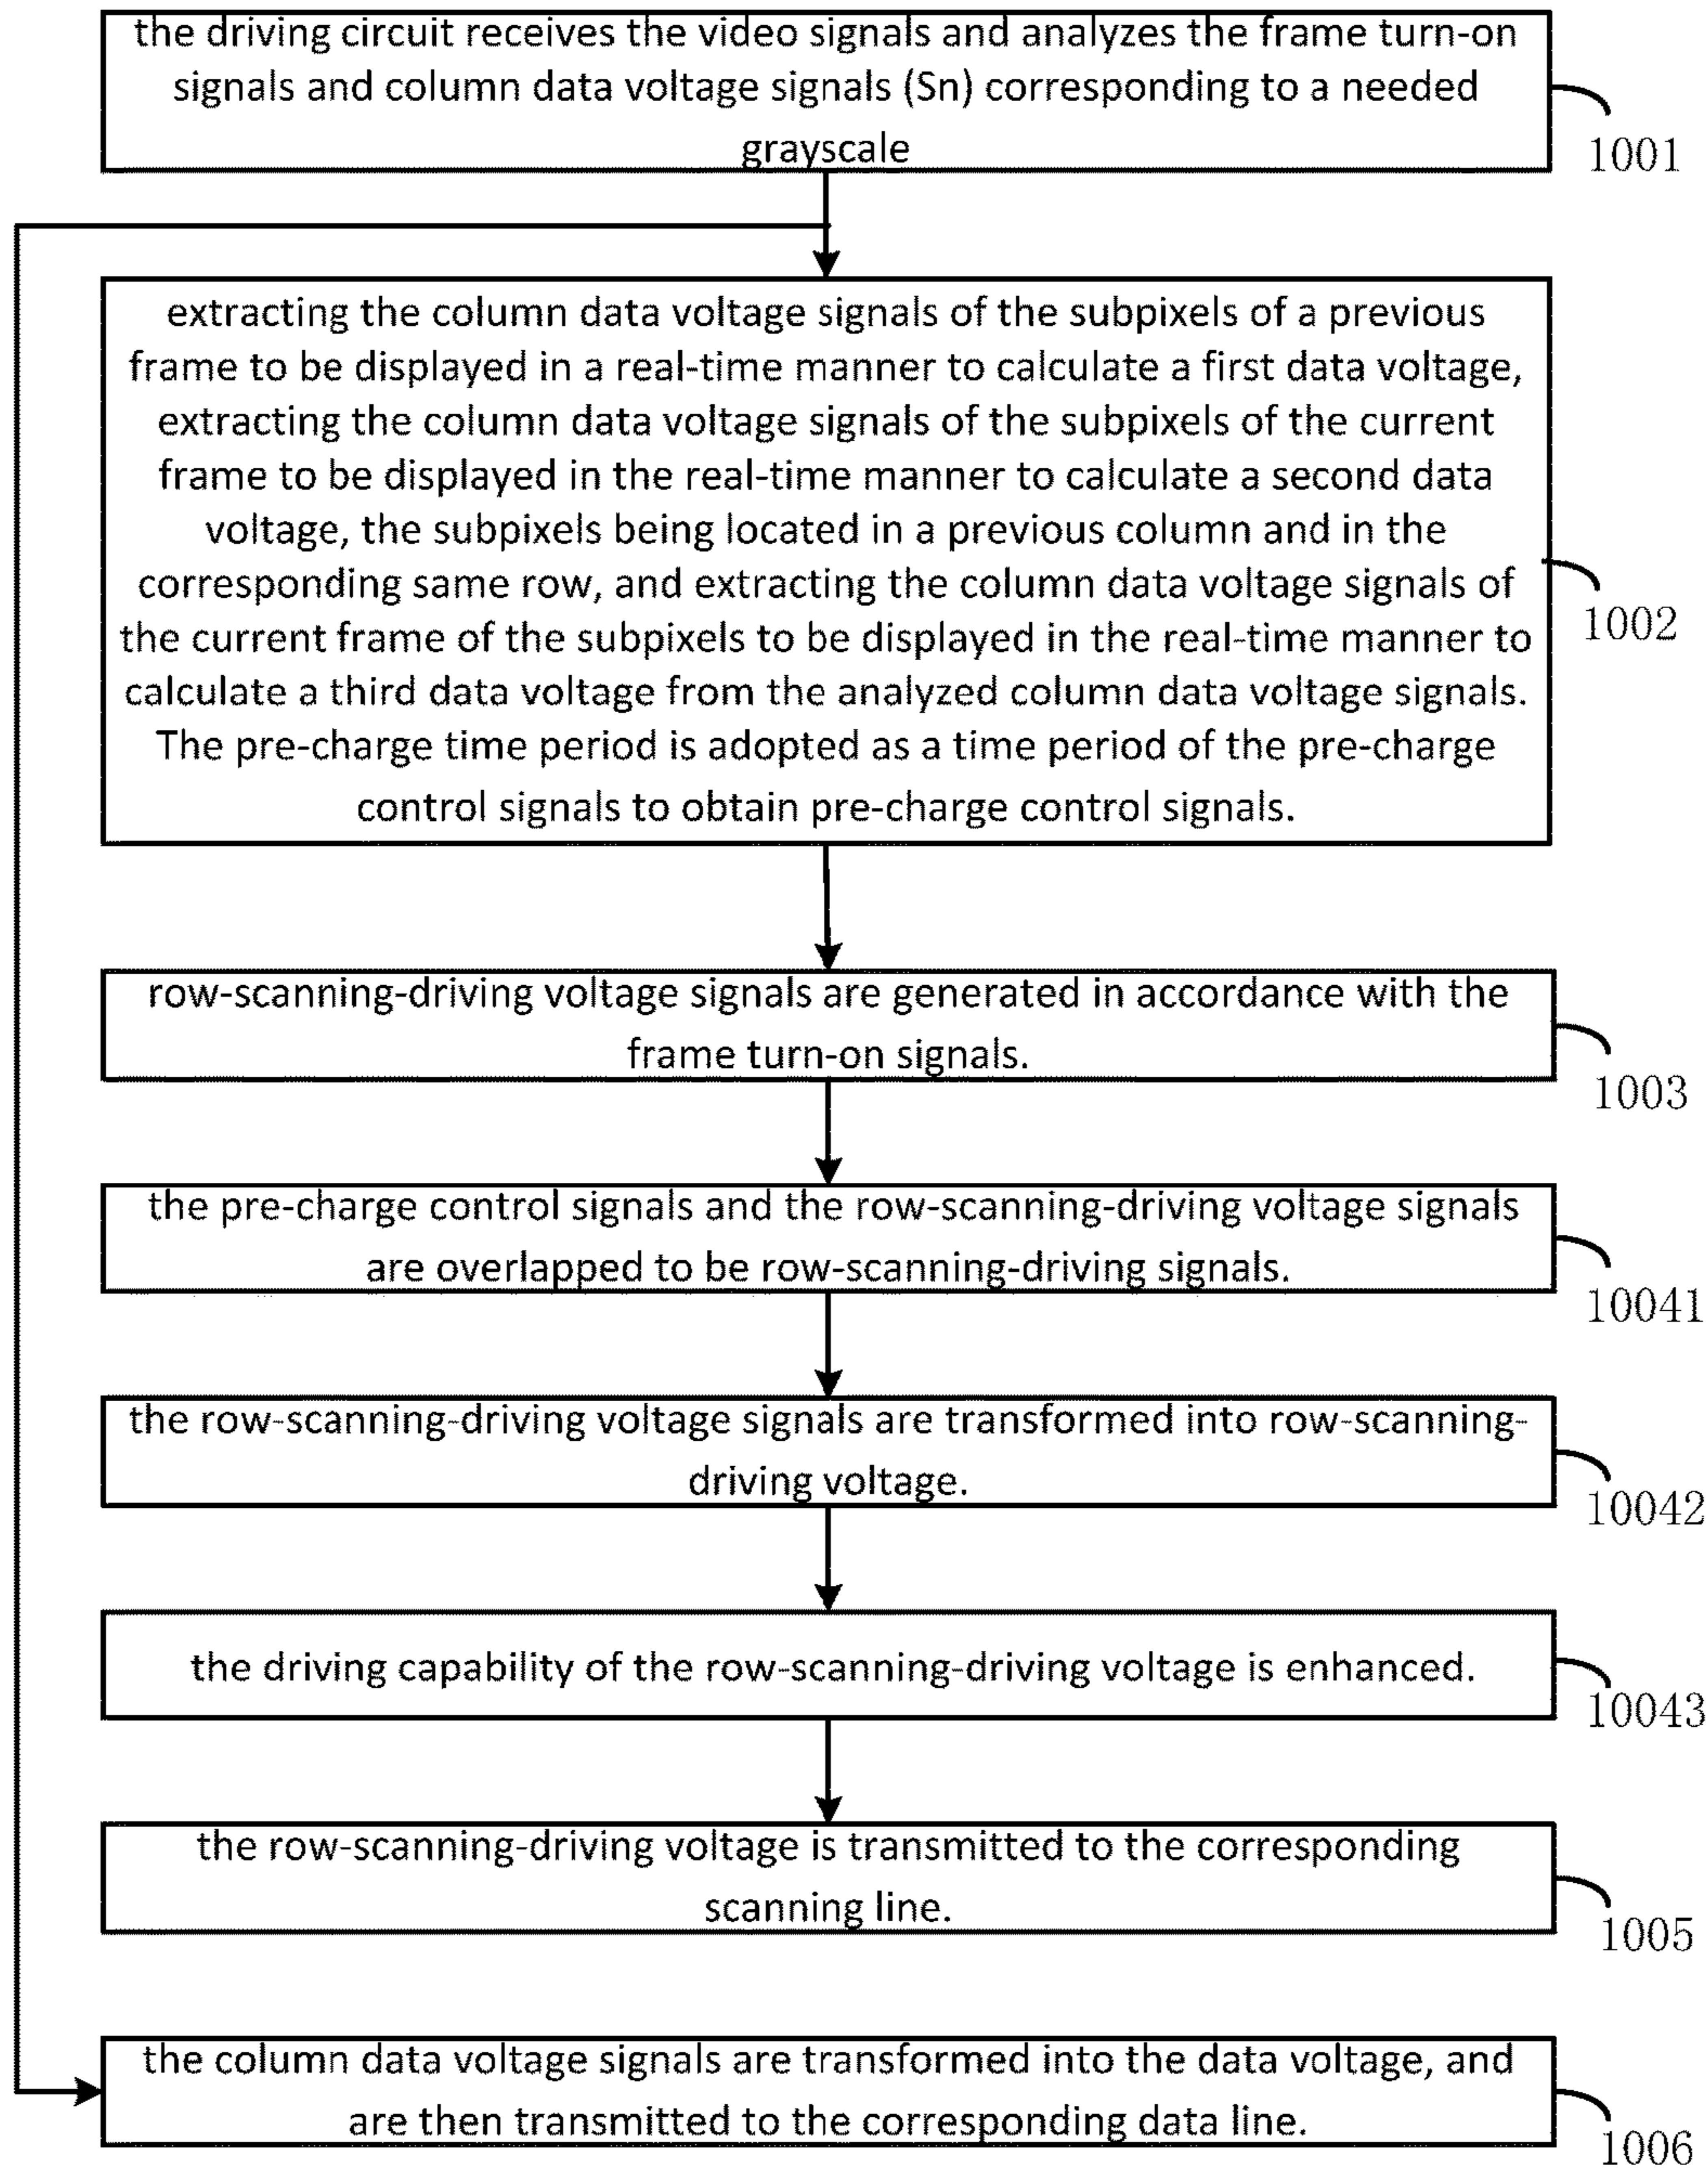 the driving circuit receives the video signals and analyzes the frame turn-on
signals and column data voltage signals (Sn) corresponding to a needed
grayscale
1001
extracting the column data voltage signals of the subpixels of a previous
frame to be displayed in a real-time manner to calculate a first data voltage,
extracting the column data voltage signals of the subpixels of the current
frame to be displayed in the real-time manner to calculate a second data
voltage, the subpixels being located in a previous column and in the
corresponding same row, and extracting the column data voltage signals of
the current frame of the subpixels to be displayed in the real-time manner to
calculate a third data voltage from the analyzed column data voltage signals.
The pre-charge time period is adopted as a time period of the pre-charge
control signals to obtain pre-charge control signals.
1002
row-scanning-driving voltage signals are generated in accordance with the
frame turn-on signals.
1003
the pre-charge control signals and the row-scanning-driving voltage signals
are overlapped to be row-scanning-driving signals.
10041
the row-scanning-driving voltage signals are transformed into row-scanning-
driving voltage.
10042
the driving capability of the row-scanning-driving voltage is enhanced.
10043
the row-scanning-driving voltage is transmitted to the corresponding
scanning line.
1005
the column data voltage signals are transformed into the data voltage, and
are then transmitted to the corresponding data line.
1006